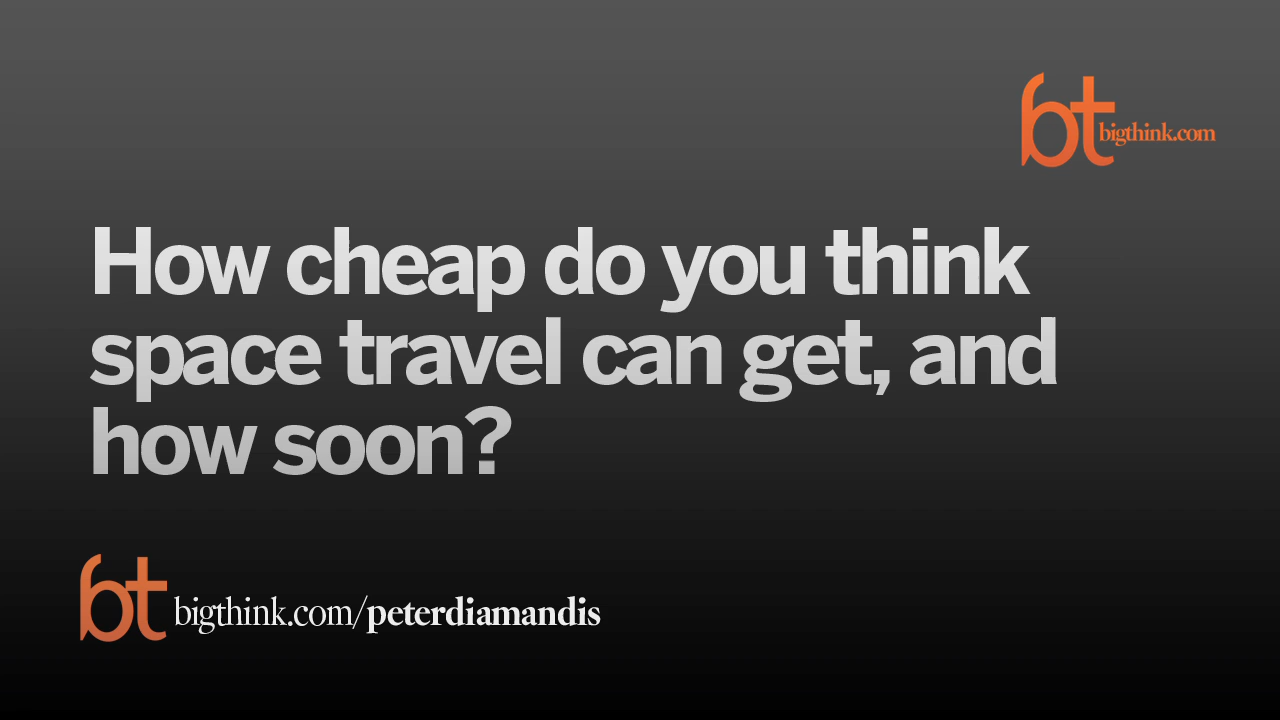 bt bigthink.com
How cheap do you think
space travel can get, and
how soon?
bt bigthink.com/peterdiamandis